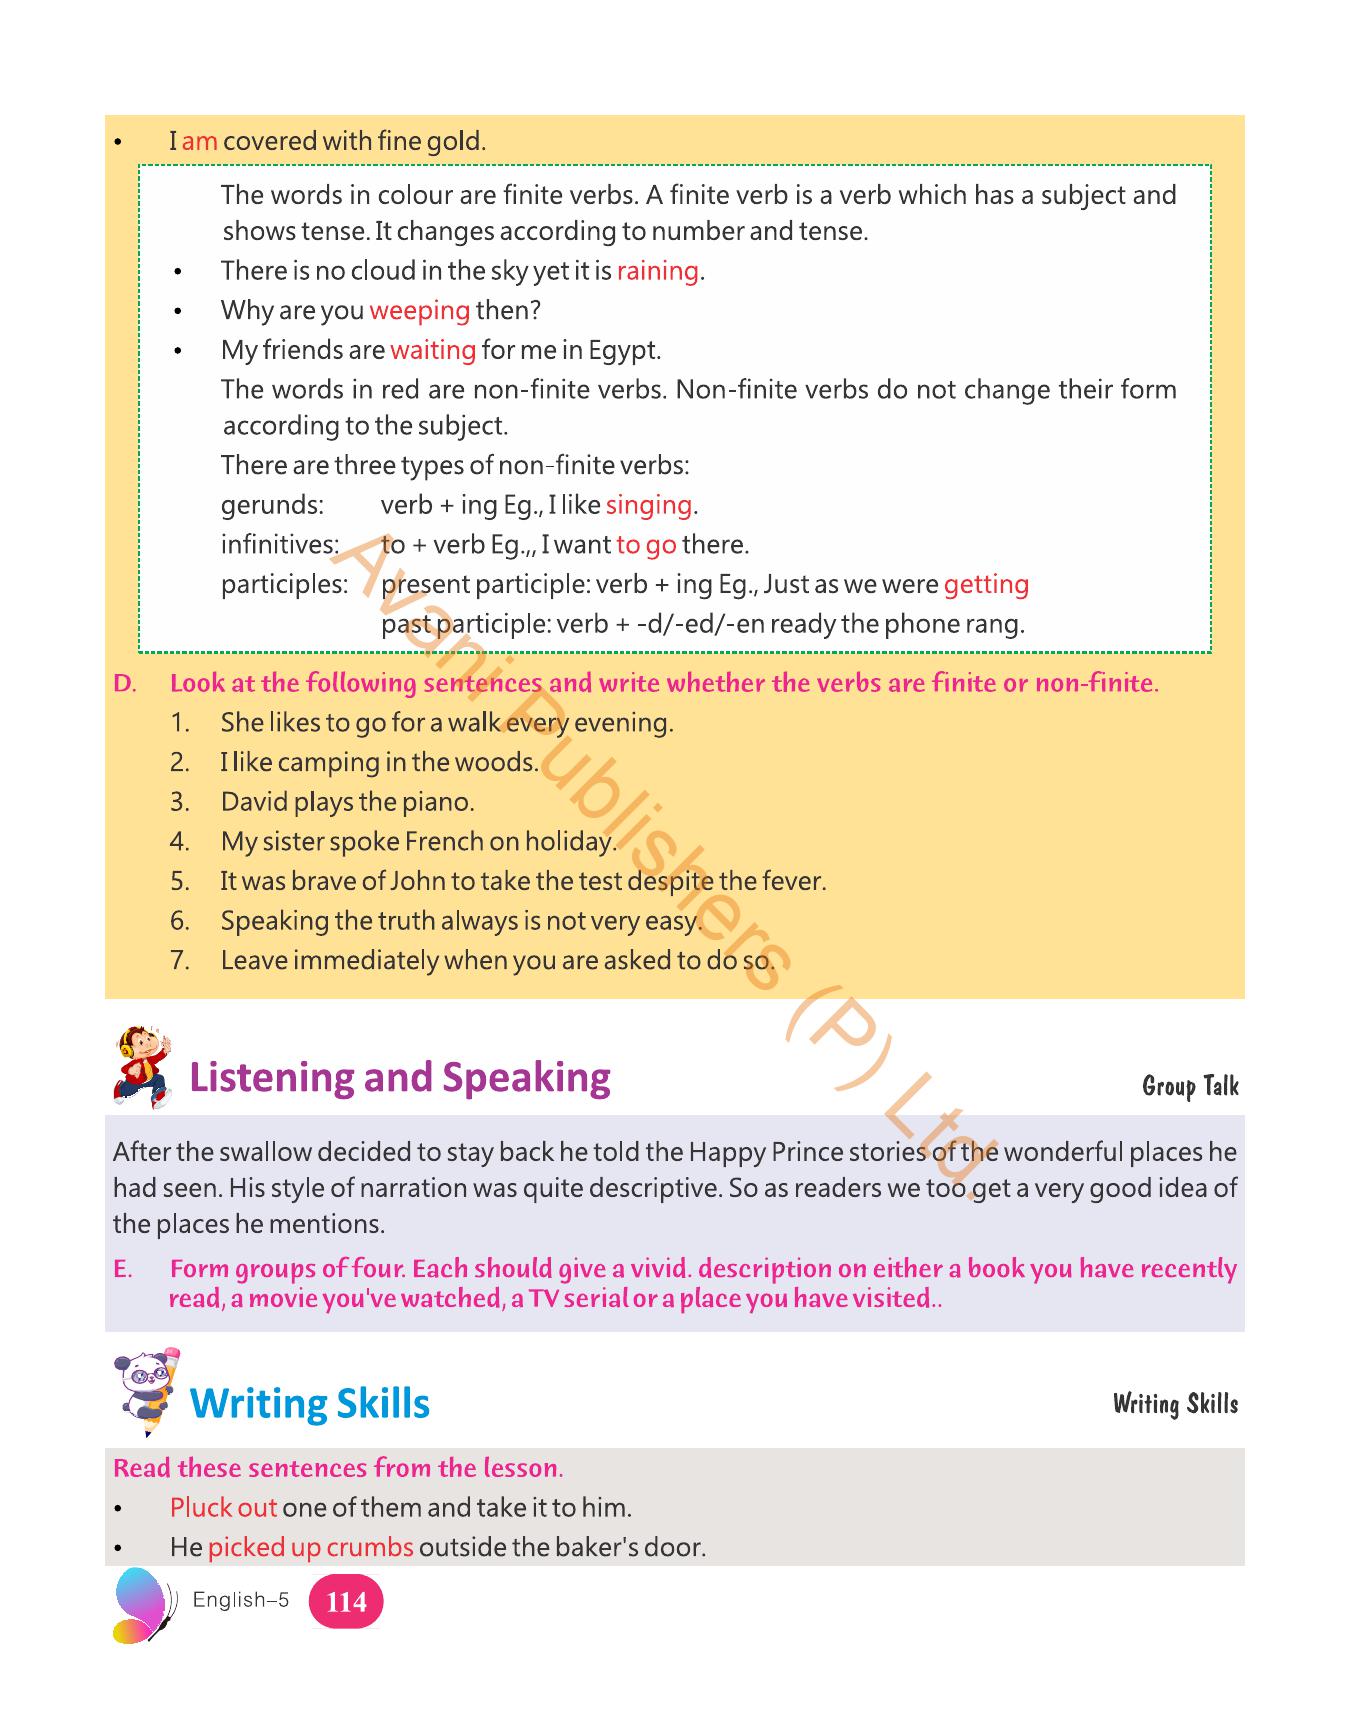 • I am covered with fine gold.
The words in colour are finite verbs. A finite verb is a verb which has a subject and
shows tense. It changes according to number and tense.
• There is no cloud in the sky yet it is raining.
• Why are you weeping then?
• My friends are waiting for me in Egypt.
The words in red are non-finite verbs. Non-finite verbs do not change their form
according to the subject.
There are three types of non-finite verbs:
gerunds: verb + ing Eg., I like singing.
infinitives: to + verb Eg.,, I want to go there.
participles: present participle: verb + ing Eg., Just as we were getting
past participle: verb + -d/-ed/-en ready the phone rang.
D. Look at the following sentences and write whether the verbs are finite or non-finite.
1. She likes to go for a walk every evening.
2. I like camping in the woods.
3. David plays the piano.
4. My sister spoke French on holiday.
5. It was brave of John to take the test despite the fever.
6. Speaking the truth always is not very easy.
7. Leave immediately when you are asked to do so.
Avani Publishers (P) Ltd.
Listening and Speaking
Group Talk
After the swallow decided to stay back he told the Happy Prince stories of the wonderful places he
had seen. His style of narration was quite descriptive. So as readers we too get a very good idea of
the places he mentions.
E. Form groups of four. Each should give a vivid. description on either a book you have recently
read, a movie you've watched, a TV serial or a place you have visited..
Writing Skills
Writing Skills
Read these sentences from the lesson.
• Pluck out one of them and take it to him.
• He picked up crumbs outside the baker's door.
English–5 114